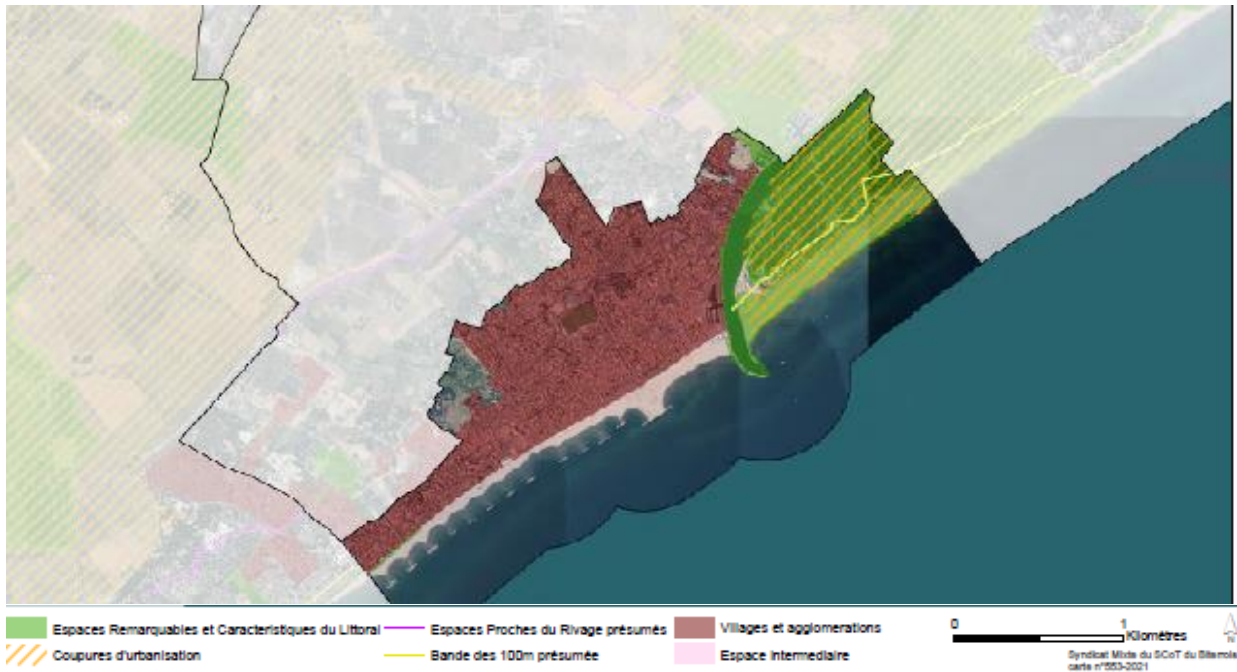 Espaces Remarquables et Caracteristiques du Littoral
Espaces Proches du Rivage présumés
Villages et agglomerations
0 1
Kilomètres
Coupures d'urbanisation
Bande des 100m présumée
Espace Intermediaire
N
Syndicat Mixte du SCoT du Biterrois
carte n°553-2021